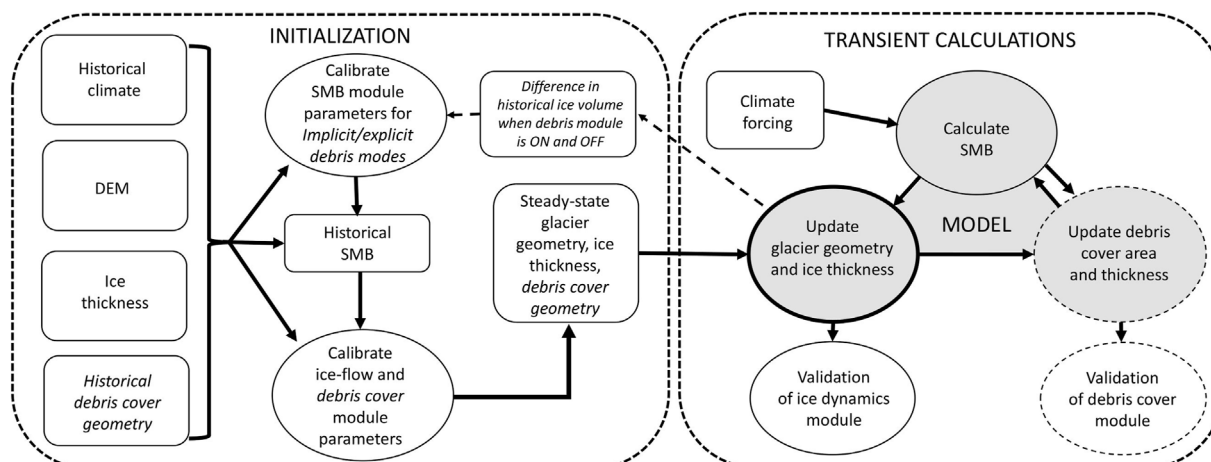 INITIALIZATION
Historical
climate
DEM
Ice
thickness
Historical
debris cover
geometry
Calibrate
SMB module
parameters for
Implicit/explicit
debris modes
Historical
SMB
Calibrate
ice-flow and
debris cover
module
parameters
Difference in
historical ice volume
when debris module
is ON and OFF
Steady-state
glacier
geometry, ice
thickness,
debris cover
geometry
TRANSIENT CALCULATIONS
Climate
forcing
Calculate
SMB
MODEL
Update
glacier geometry
and ice thickness
Update debris
cover area
and thickness
Validation
of ice dynamics
module
Validation
of debris cover
module